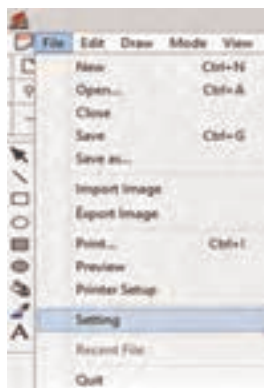 File Edit Draw Mode View
New Ctrl+N
Open... Ctrl+A
Close
Save Ctrl+G
Save as...
Import Image
Export Image
Print... Ctrl+I
Preview
Printer Setup
Setting
Recent File
Quit
A